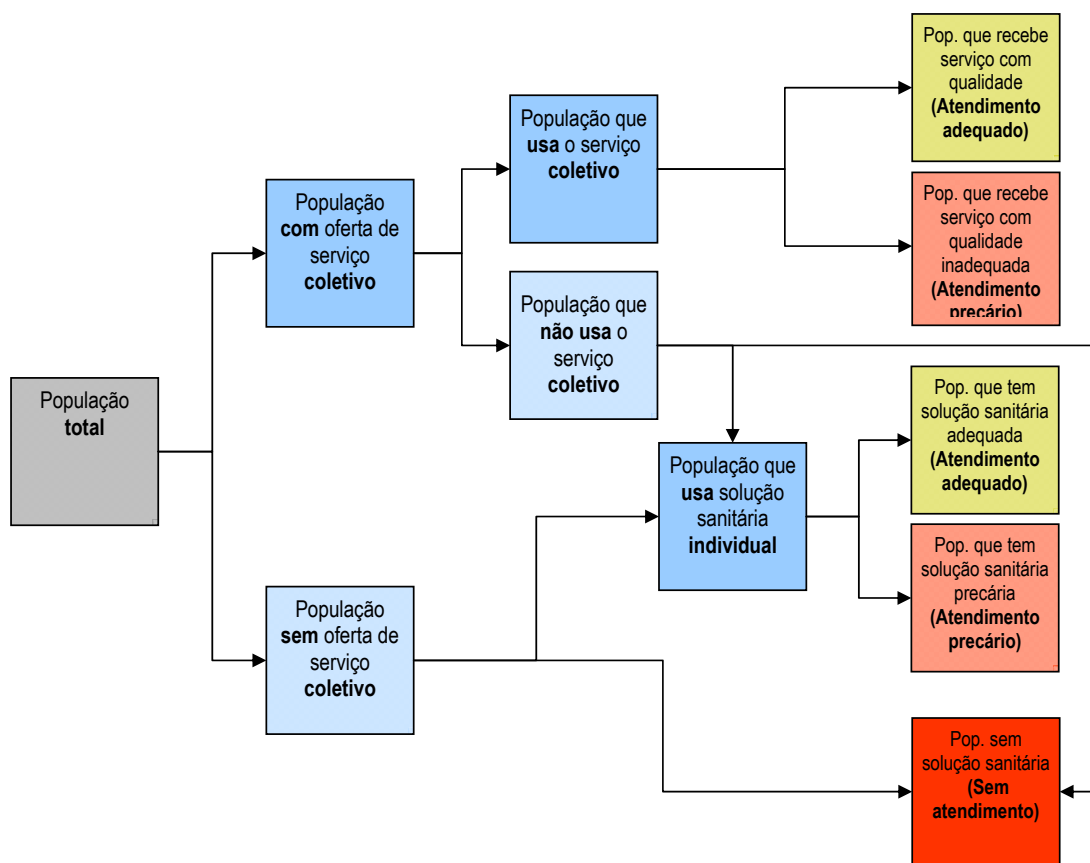 População
total
População
com oferta de
serviço
coletivo
População
sem oferta de
serviço
coletivo
População que
usa o serviço
coletivo
População que
não usa o
serviço
coletivo
População que
usa solução
sanitária
individual
Pop. que recebe
serviço com
qualidade
(Atendimento
adequado)
Pop. que recebe
serviço com
qualidade
inadequada
(Atendimento
precário)
Pop. que tem
solução sanitária
adequada
(Atendimento
adequado)
Pop. que tem
solução sanitária
precária
(Atendimento
precário)
Pop. sem
solução sanitária
(Sem
atendimento)